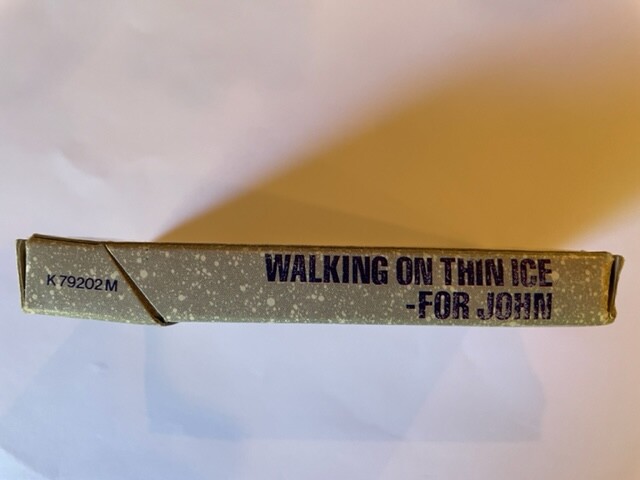 K 79202 M
WALKING ON THIN ICE
-FOR JOHN